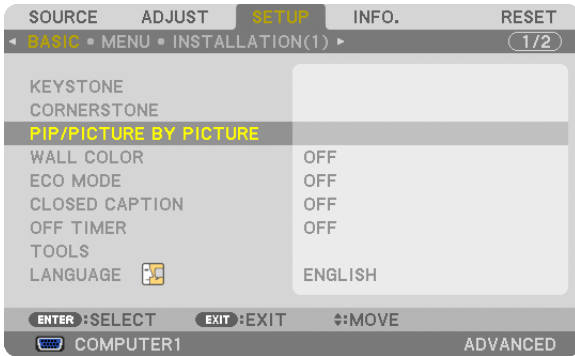 SOURCE ADJUST SETUP INFO. RESET
◂ BASIC • MENU • INSTALLATION(1) ▸ 1/2
KEYSTONE
CORNERSTONE
PIP/PICTURE BY PICTURE
WALL COLOR OFF
ECO MODE OFF
CLOSED CAPTION OFF
OFF TIMER OFF
TOOLS
LANGUAGE ENGLISH
ENTER :SELECT EXIT :EXIT :MOVE
COMPUTER1 ADVANCED